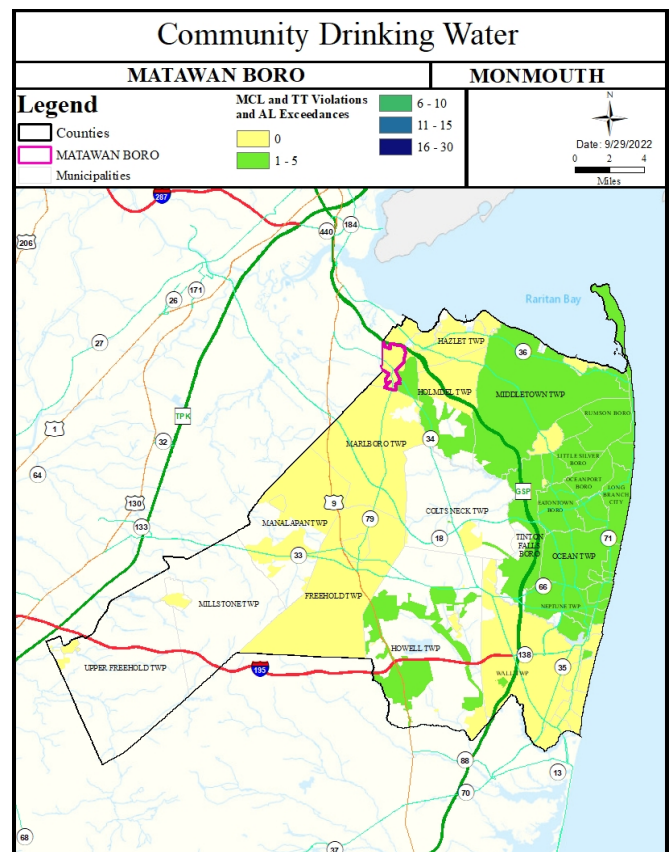 Community Drinking Water
MATAWAN BORO
MONMOUTH
Legend
Counties
MATAWAN BORO
Municipalities
MCL and TT Violations
and AL Exceedances
0
1 - 5
6 - 10
11 - 15
16 - 30
N
Date: 9/29/2022
0 2 4
Miles
287
206
440
184
171
26
27
Raritan Bay
HAZLET TWP
36
HOLMDEL TWP
MIDDLETOWN TWP
RUMSON BORO
TPK
1
32
MARLBORO TWP
34
LITTLE SILVER
BORO
OCEANPORT
BORO
64
130
9
GSP
LONG
BRANCH
CITY
EATONTOWN
BORO
133
MANALAPAN TWP
79
COLTS NECK TWP
18
TINTON
FALLS
BORO
71
33
OCEAN TWP
66
MILLSTONE TWP
FREEHOLD TWP
NEPTUNE TWP
HOWELL TWP
138
35
UPPER FREEHOLD TWP
195
WALL TWP
88
13
70
68
37